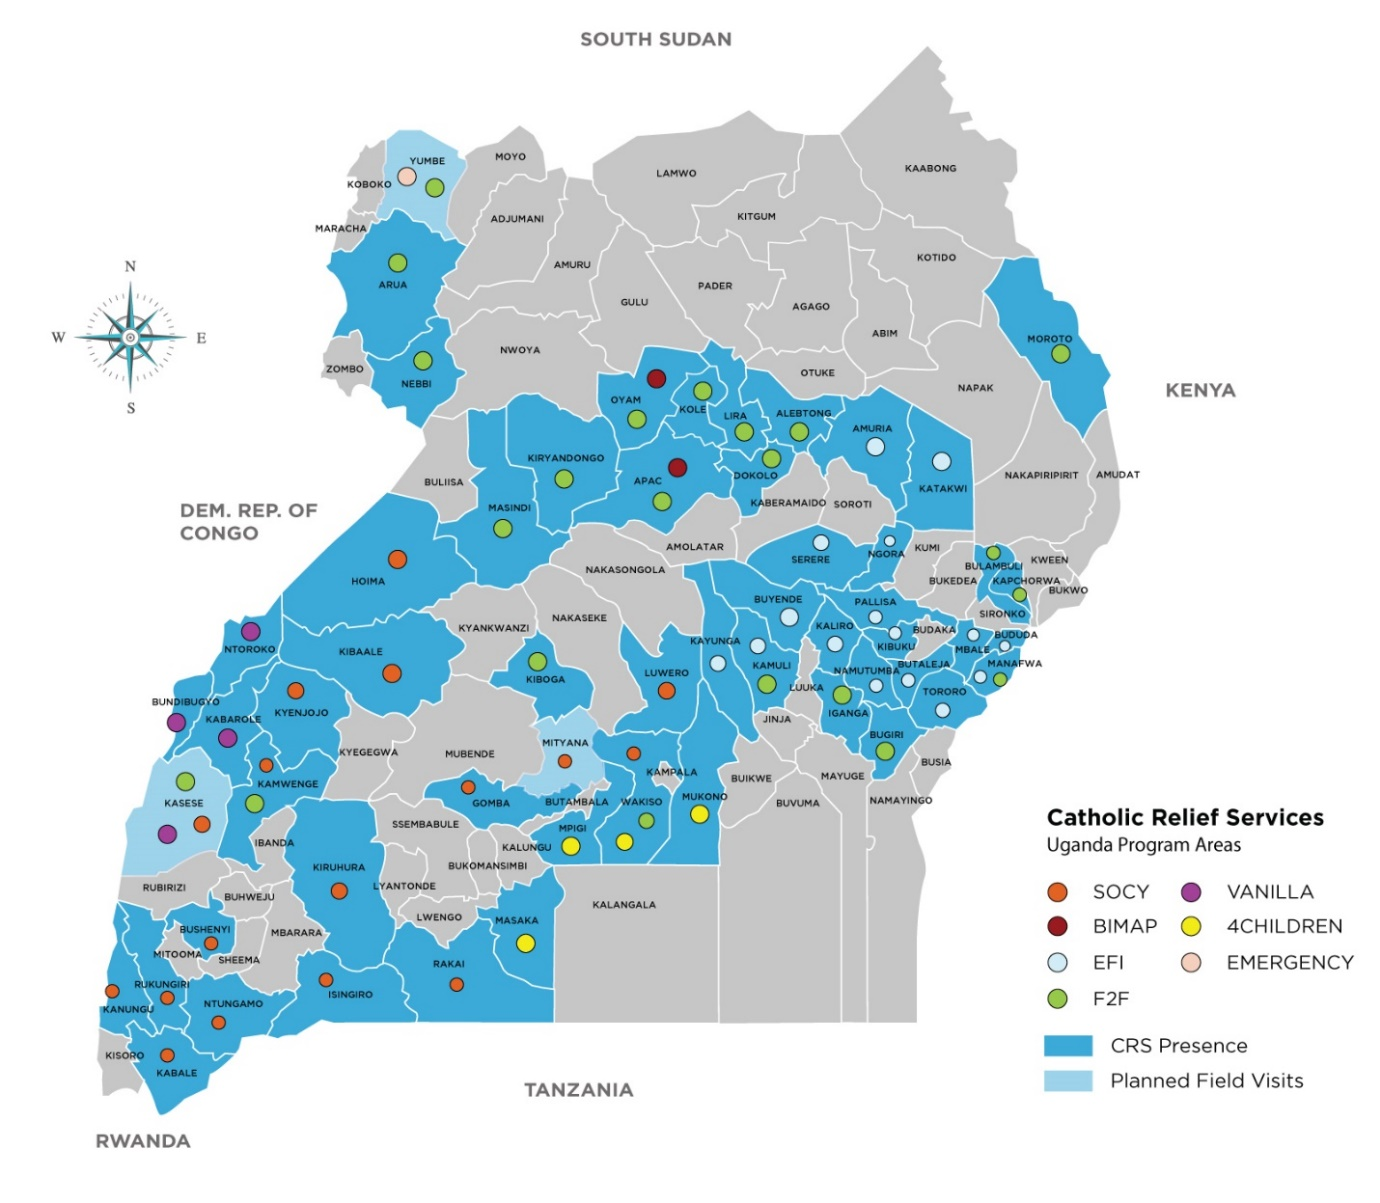 SOUTH SUDAN
YUMBE
MOYO
KOBOKO
LAMWO
KAABONG
MARACHA
ADJUMANI
KITGUM
ARUA
AMURU
KOTIDO
N
W
E
S
GULU
PADER
AGAGO
ABIM
MOROTO
ZOMBO
NEBBI
NWOYA
OTUKE
NAPAK
KENYA
OYAM
KOLE
LIRA
ALEBTONG
AMURIA
KIRYANDONGO
BULIISA
APAC
DOKOLO
KATAKWI
NAKAPIRIPIRIT
AMUDAT
DEM. REP. OF
CONGO
MASINDI
KABERAMAIDO
SOROTI
AMOLATAR
SERERE
NGORA
KUMI
BULAMBULI
KWEEN
HOIMA
NAKASONGOLA
BUKEDEA
KAPCHORWA
BUKWO
BUYENDE
PALLISA
SIRONKO
NTOROKO
KYANKWANZI
NAKASEKE
KALIRO
BUDAKA
BUDUDA
KIBAALE
KAYUNGA
KIBUKU
MBALE
KIBOGA
LUWERO
KAMULI
NAMUTUMBA
BUTALEJA
MANAFWA
BUNDIBUGYO
KABAROLE
KYENJOJO
LUUKA
IGANGA
TORORO
JINJA
BUGIRI
KYEGEGWA
MUBENDE
MITYANA
KAMPALA
BUIKWE
MAYUGE
BUSIA
KASESE
KAMWENGE
GOMBA
BUTAMBALA
WAKISO
MUKONO
BUVUMA
NAMAYINGO
IBANDA
SSEMBABULE
MPIGI
KALUNGU
KIRUHURA
BUKOMANSIMBI
RUBIRIZI
BUHWEJU
LYANTONDE
LWENGO
KALANGALA
MASAKA
BUSHENYI
MBARARA
MITOOMA
SHEEMA
RAKAI
RUKUNGIRI
ISINGIRO
KANUNGU
NTUNGAMO
KISORO
KABALE
TANZANIA
RWANDA
Catholic Relief Services
Uganda Program Areas
SOCY
VANILLA
BIMAP
4CHILDREN
EFI
EMERGENCY
F2F
CRS Presence
Planned Field Visits